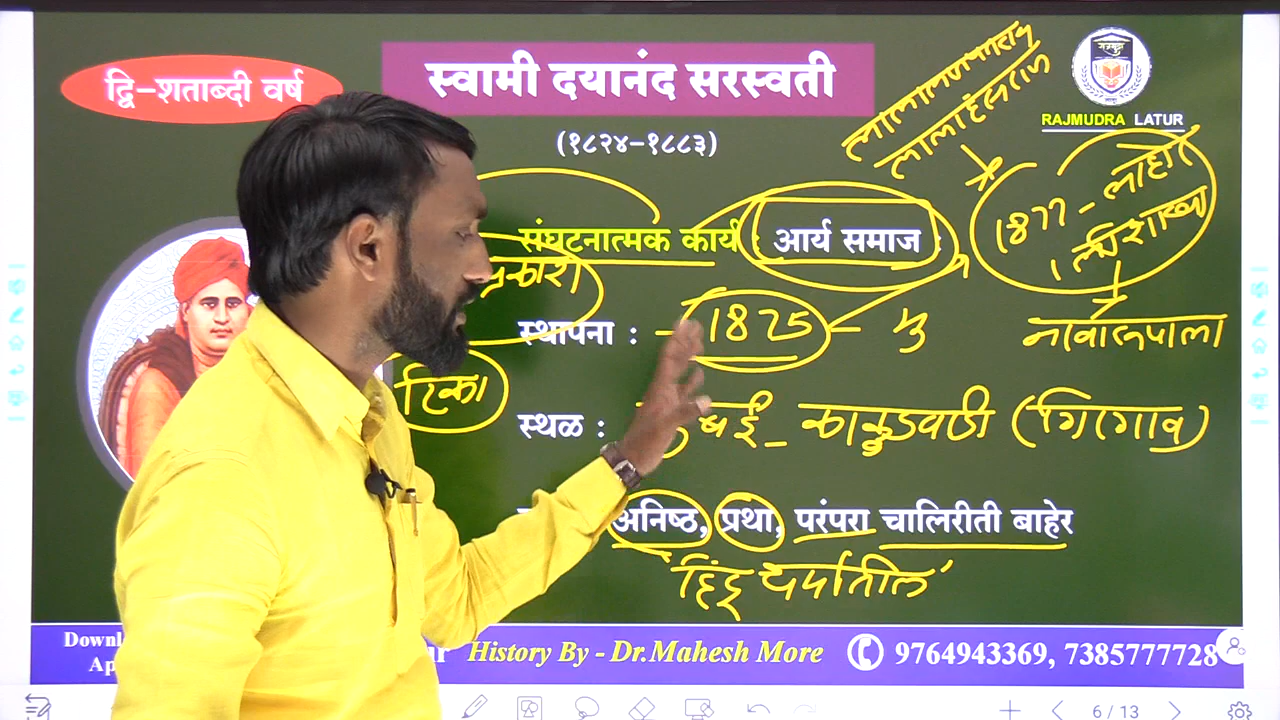 द्वि-शताब्दी वर्ष
स्वामी दयानंद सरस्वती
(१८२४-१८८३)
लाला हंसराज
RAJMUDRA LATUR
संघटनात्मक कार्य
आर्य समाज
1877 - लाहोर
शाखा
स्थापना : - 1875 -
स्थळ :
काकडवाडी (गिरगाव)
टिका
अनिष्ठ, प्रथा, परंपरा चालिरीती बाहेर
हिंदू धर्मातील
History By - Dr.Mahesh More
9764943369, 7385777728
6 / 13